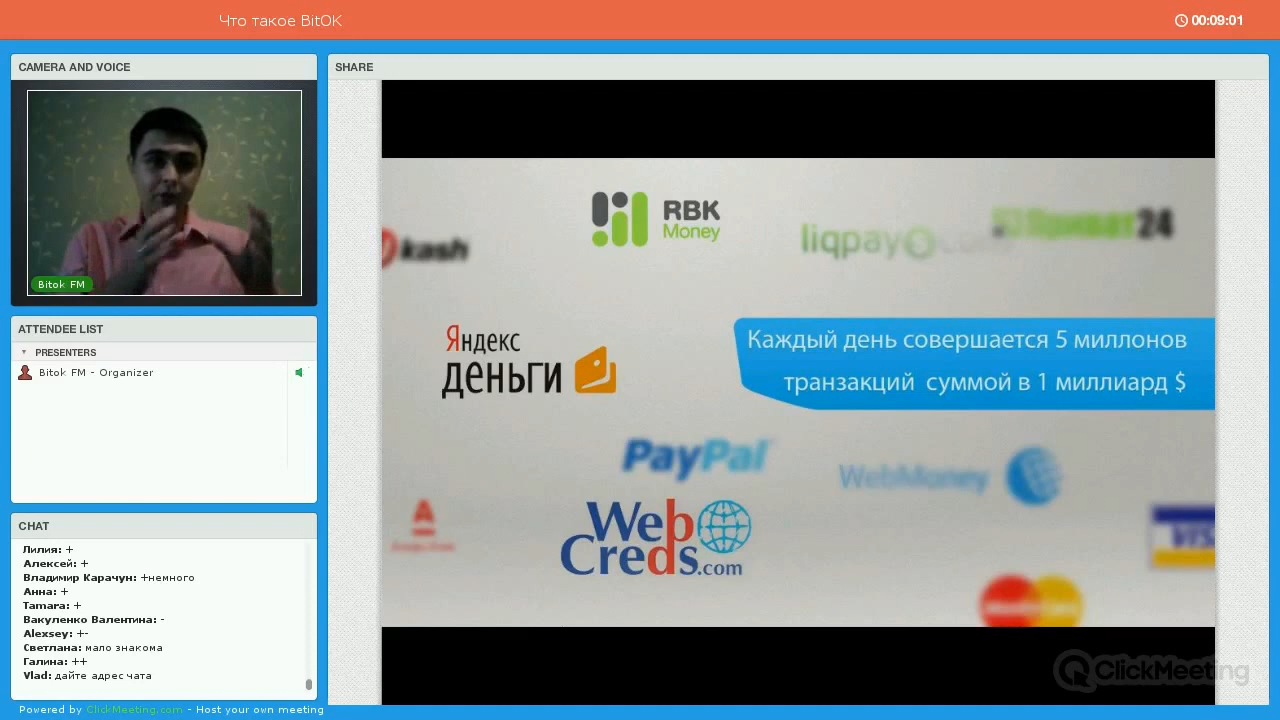 Что такое BitOK
00:09:01
CAMERA AND VOICE
Bitok FM
ATTENDEE LIST
PRESENTERS
Bitok FM - Organizer
CHAT
Лилия: +
Алексей: +
Владимир Карачун: +немного
Анна: +
Tamara: +
Вакуленко Валентина: -
Alexsey: +-
Светлана: мало знакома
Галина: ++
Vlad: дайте адрес чата
SHARE
kash
RBK
Money
liqpay
Приват24
Яндекс
деньги
Каждый день совершается 5 миллонов
транзакций суммой в 1 миллиард $
PayPal
WebMoney
Web
Creds.com
VIS
MasterCard
ClickMeeting
Powered by ClickMeeting.com - Host your own meeting